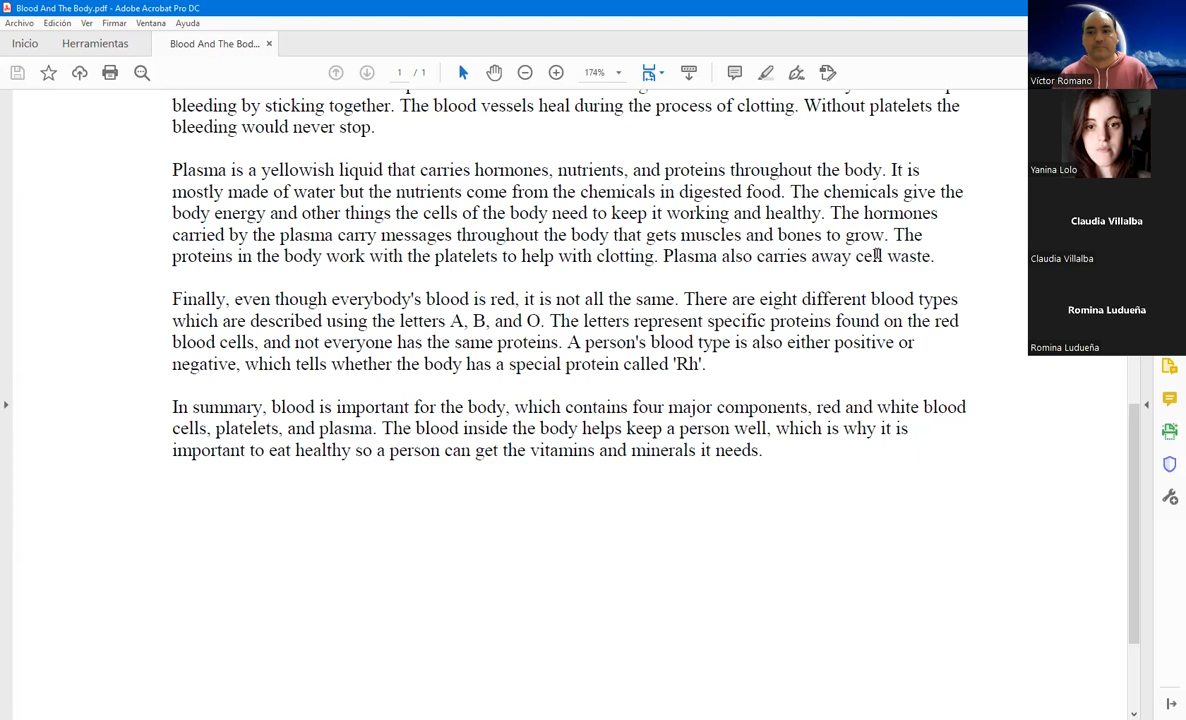 Blood And The Body.pdf - Adobe Acrobat Pro DC
Archivo Edición Ver Firmar Ventana Ayuda
Inicio Herramientas Blood And The Bod... ×
1 / 1 174%
bleeding by sticking together. The blood vessels heal during the process of clotting. Without platelets the
bleeding would never stop.
Plasma is a yellowish liquid that carries hormones, nutrients, and proteins throughout the body. It is
mostly made of water but the nutrients come from the chemicals in digested food. The chemicals give the
body energy and other things the cells of the body need to keep it working and healthy. The hormones
carried by the plasma carry messages throughout the body that gets muscles and bones to grow. The
proteins in the body work with the platelets to help with clotting. Plasma also carries away cell waste.
Finally, even though everybody's blood is red, it is not all the same. There are eight different blood types
which are described using the letters A, B, and O. The letters represent specific proteins found on the red
blood cells, and not everyone has the same proteins. A person's blood type is also either positive or
negative, which tells whether the body has a special protein called 'Rh'.
In summary, blood is important for the body, which contains four major components, red and white blood
cells, platelets, and plasma. The blood inside the body helps keep a person well, which is why it is
important to eat healthy so a person can get the vitamins and minerals it needs.
Víctor Romano
Yanina Lolo
Claudia Villalba
Claudia Villalba
Romina Ludueña
Romina Ludueña